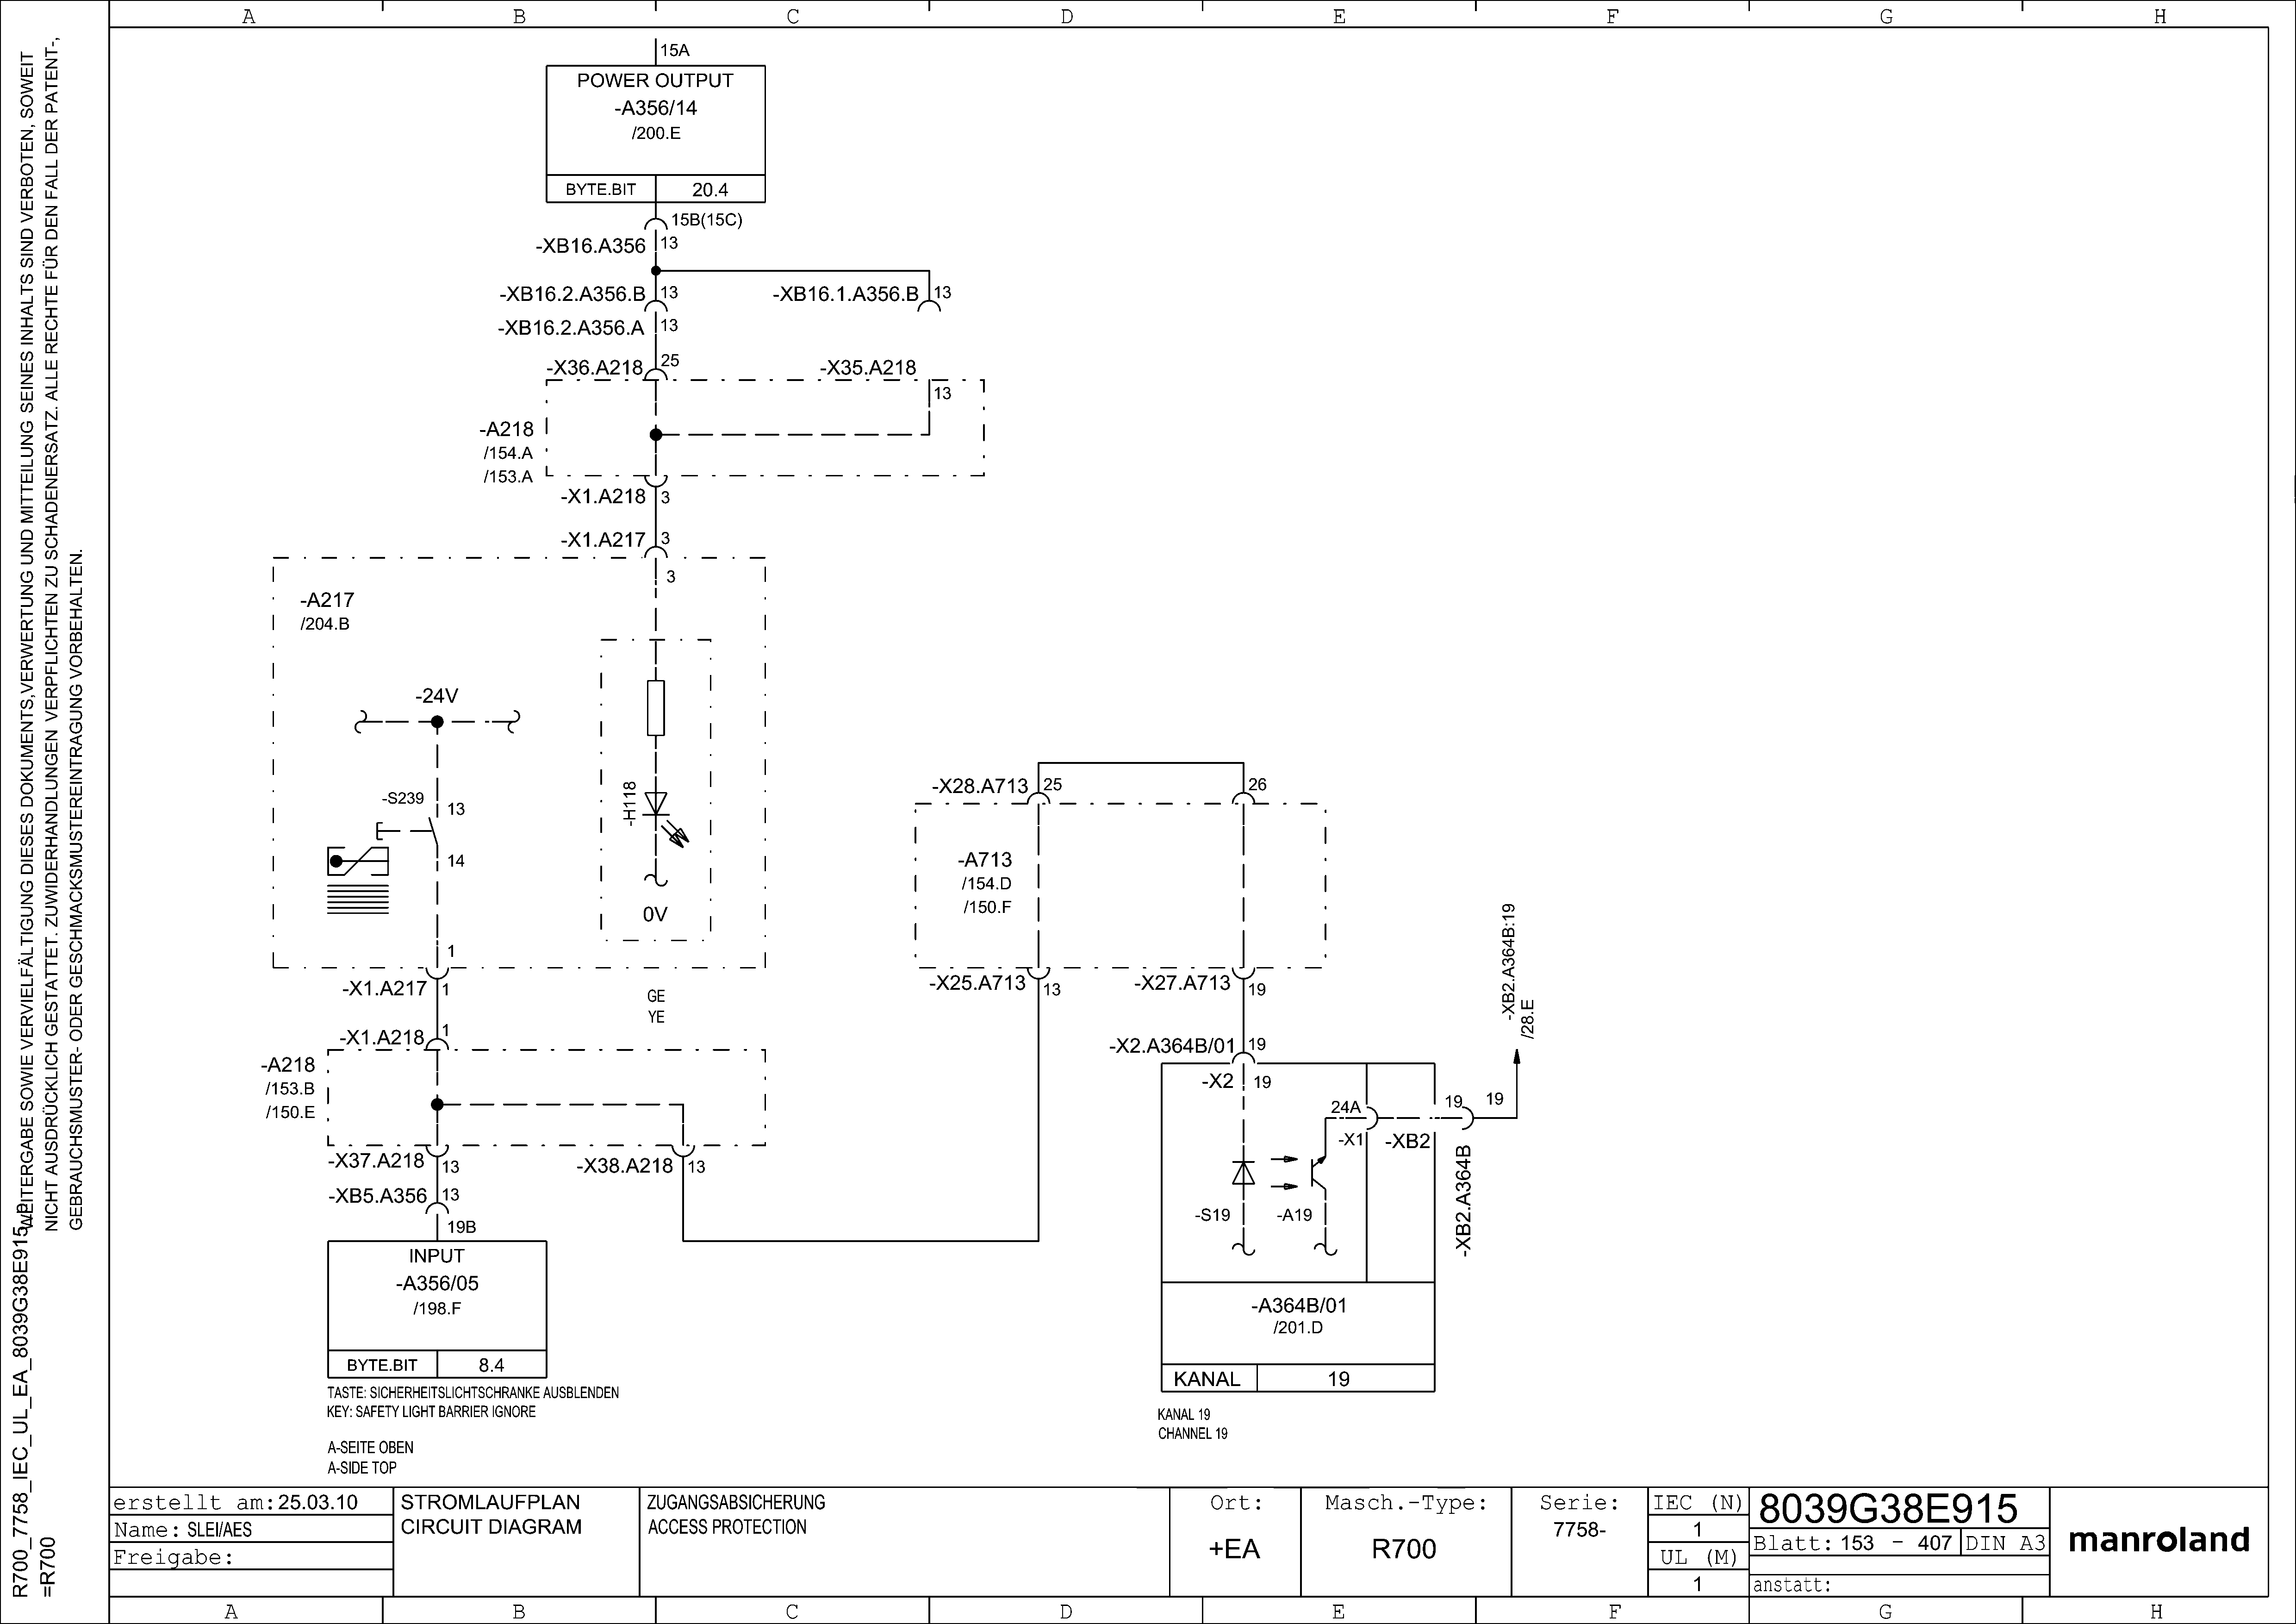 A B C D E F G H
15A
POWER OUTPUT
-A356/14
/200.E
BYTE.BIT 20.4
15B(15C)
-XB16.A356 13
-XB16.2.A356.B 13
-XB16.1.A356.B 13
-XB16.2.A356.A 13
-X36.A218 25
-X35.A218
13
-A218
/154.A
/153.A
-X1.A218 3
-X1.A217 3
3
-A217
/204.B
-24V
-S239
13
14
-H118
0V
1
-X1.A217 1
GE
YE
-X1.A218 1
-A218
/153.B
/150.E
-X37.A218 13
-X38.A218 13
-XB5.A356 13
19B
INPUT
-A356/05
/198.F
BYTE.BIT 8.4
TASTE: SICHERHEITSLICHTSCHRANKE AUSBLENDEN
KEY: SAFETY LIGHT BARRIER IGNORE
A-SEITE OBEN
A-SIDE TOP
-X28.A713 25
26
-A713
/154.D
/150.F
-X25.A713 13
-X27.A713 19
-X2.A364B/01 19
-X2 19
24A
-X1
-XB2
19
19
-XB2.A364B:19
/28.E
-XB2.A364B
-S19
-A19
-A364B/01
/201.D
KANAL 19
KANAL 19
CHANNEL 19
WEITERGABE SOWIE VERVIELFÄLTIGUNG DIESES DOKUMENTS,VERWERTUNG UND MITTEILUNG SEINES INHALTS SIND VERBOTEN, SOWEIT
NICHT AUSDRÜCKLICH GESTATTET. ZUWIDERHANDLUNGEN VERPFLICHTEN ZU SCHADENERSATZ. ALLE RECHTE FÜR DEN FALL DER PATENT-,
GEBRAUCHSMUSTER- ODER GESCHMACKSMUSTEREINTRAGUNG VORBEHALTEN.
=R700
erstellt am: 25.03.10
Name: SLEI/AES
Freigabe:
STROMLAUFPLAN
CIRCUIT DIAGRAM
ZUGANGSABSICHERUNG
ACCESS PROTECTION
Ort:
+EA
Masch.-Type:
R700
Serie:
7758-
IEC (N)
1
UL (M)
1
8039G38E915
Blatt: 153 - 407 DIN A3
anstatt:
manroland
A B C D E F G H